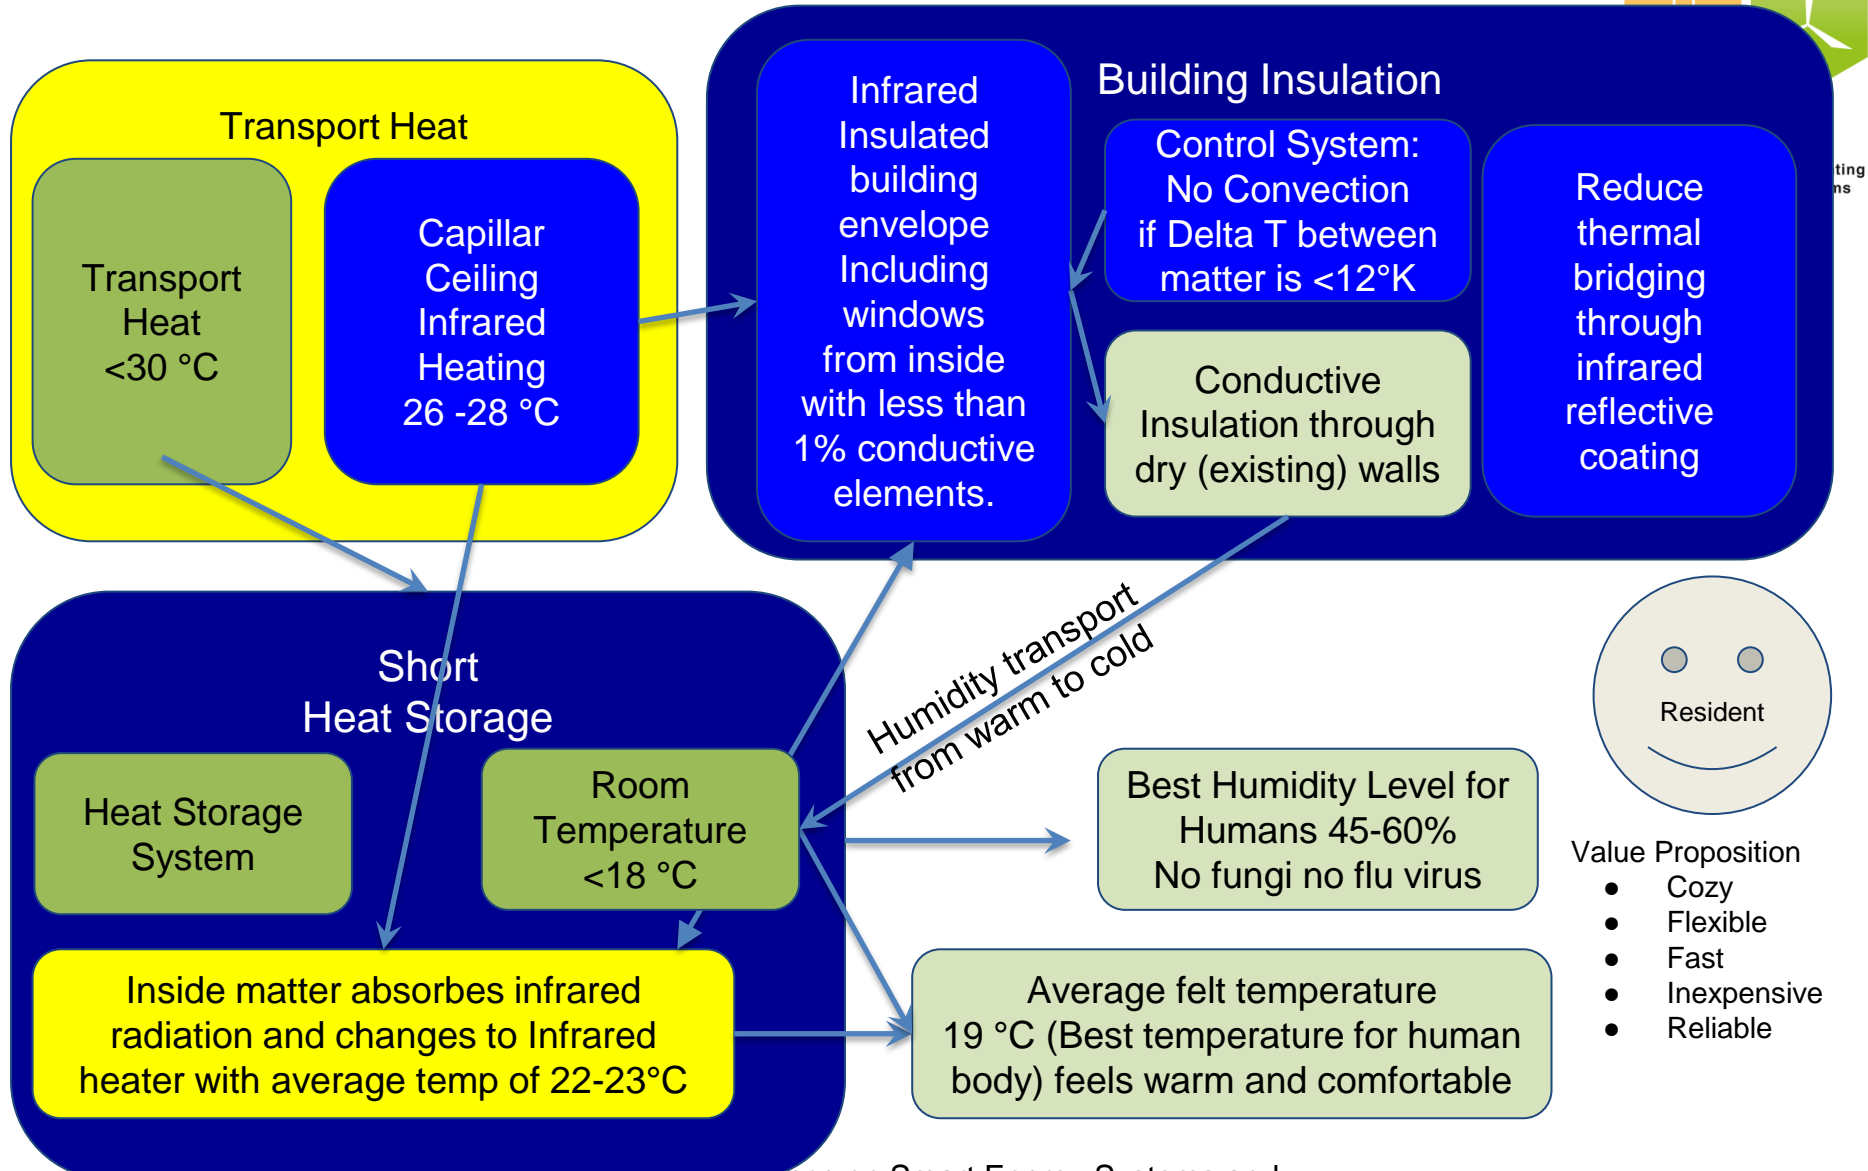 Transport Heat
Transport
Heat
<30 °C
Capillar
Ceiling
Infrared
Heating
26 -28 °C
Building Insulation
Infrared
Insulated
building
envelope
Including
windows
from inside
with less than
1% conductive
elements.
Control System:
No Convection
if Delta T between
matter is <12°K
Conductive
Insulation through
dry (existing) walls
Reduce
thermal
bridging
through
infrared
reflective
coating
Short
Heat Storage
Heat Storage
System
Room
Temperature
<18 °C
Inside matter absorbes infrared
radiation and changes to Infrared
heater with average temp of 22-23°C
Humidity transport
from warm to cold
Best Humidity Level for
Humans 45-60%
No fungi no flu virus
Average felt temperature
19 °C (Best temperature for human
body) feels warm and comfortable
Resident
Value Proposition
● Cozy
● Flexible
● Fast
● Inexpensive
● Reliable
Smart Energy Systems and